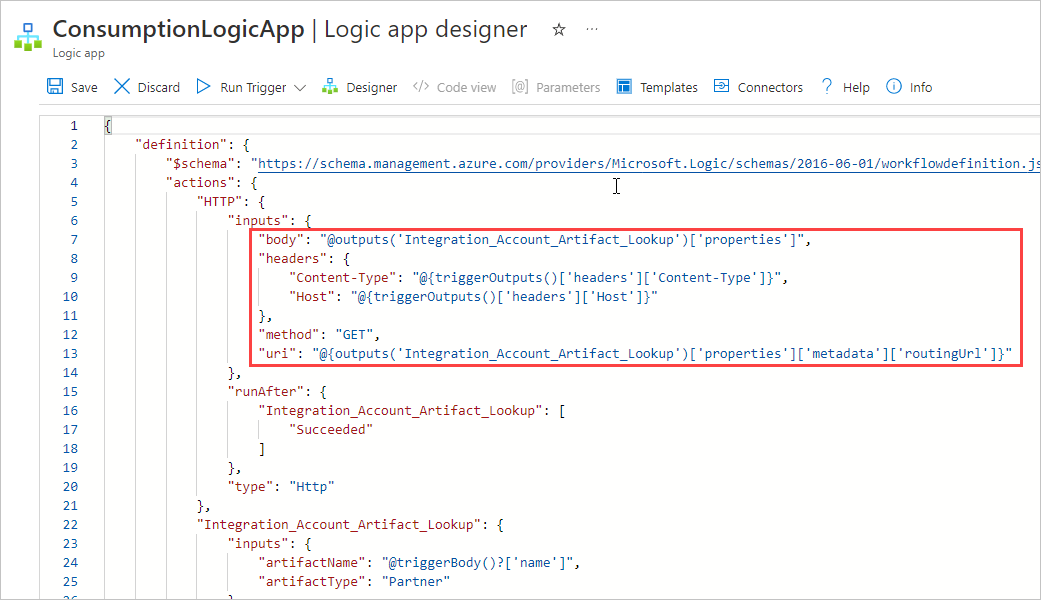 ConsumptionLogicApp | Logic app designer
Logic app
Save Discard Run Trigger Designer </> Code view [@] Parameters Templates Connectors ? Help Info
1 {
2 "definition": {
3 "$schema": "https://schema.management.azure.com/providers/Microsoft.Logic/schemas/2016-06-01/workflowdefinition.js
4 "actions": {
5 "HTTP": {
6 "inputs": {
7 "body": "@outputs('Integration_Account_Artifact_Lookup')['properties']",
8 "headers": {
9 "Content-Type": "@{triggerOutputs()['headers']['Content-Type']}",
10 "Host": "@{triggerOutputs()['headers']['Host']}"
11 },
12 "method": "GET",
13 "uri": "@{outputs('Integration_Account_Artifact_Lookup')['properties']['metadata']['routingUrl']}"
14 },
15 "runAfter": {
16 "Integration_Account_Artifact_Lookup": [
17 "Succeeded"
18 ]
19 },
20 "type": "Http"
21 },
22 "Integration_Account_Artifact_Lookup": {
23 "inputs": {
24 "artifactName": "@triggerBody()?['name']",
25 "artifactType": "Partner"